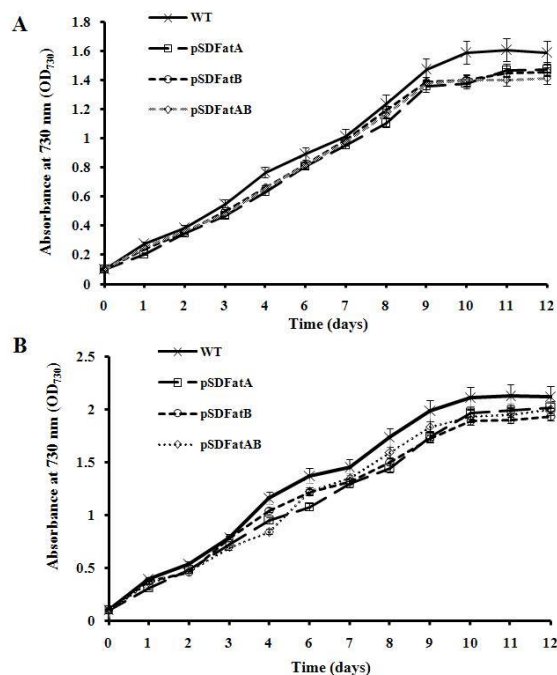 A
WT
pSDFatA
pSDFatB
pSDFatAB
Absorbance at 730 nm (OD730)
1.8
1.6
1.4
1.2
1
0.8
0.6
0.4
0.2
0
0 1 2 3 4 6 7 8 9 10 11 12
Time (days)
B
WT
pSDFatA
pSDFatB
pSDFatAB
Absorbance at 730 nm (OD730)
2.5
2
1.5
1
0.5
0
0 1 2 3 4 6 7 8 9 10 11 12
Time (days)